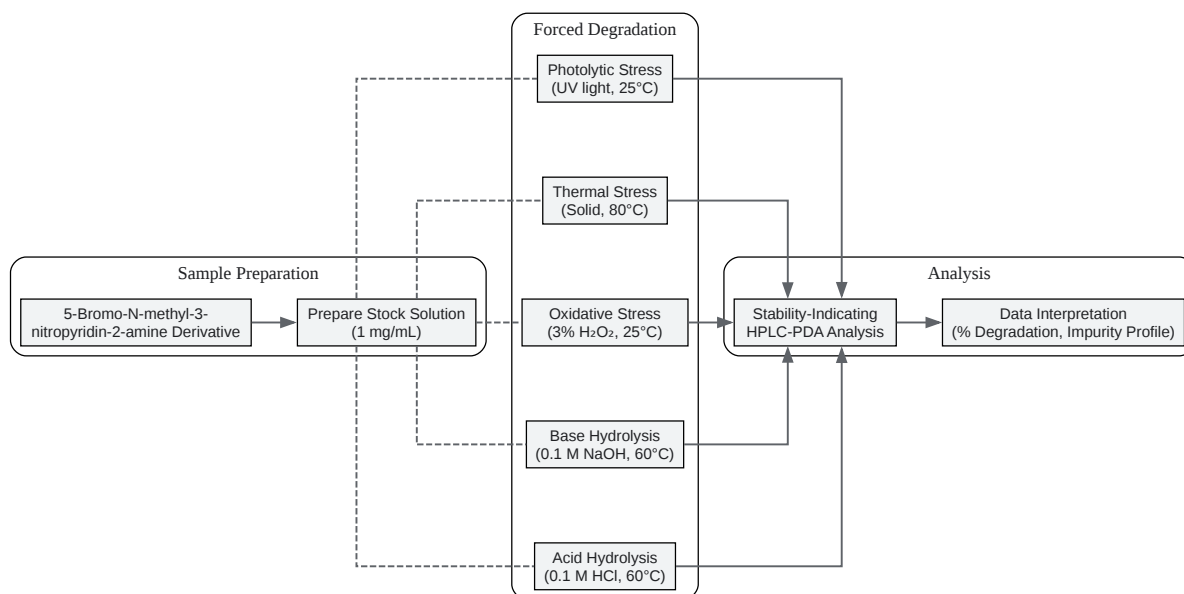 Forced Degradation
Photolytic Stress
(UV light, 25°C)
Thermal Stress
(Solid, 80°C)
Sample Preparation
5-Bromo-N-methyl-3-
nitropyridin-2-amine Derivative
Prepare Stock Solution
(1 mg/mL)
Oxidative Stress
(3% H₂O₂, 25°C)
Analysis
Stability-Indicating
HPLC-PDA Analysis
Data Interpretation
(% Degradation, Impurity Profile)
Base Hydrolysis
(0.1 M NaOH, 60°C)
Acid Hydrolysis
(0.1 M HCl, 60°C)